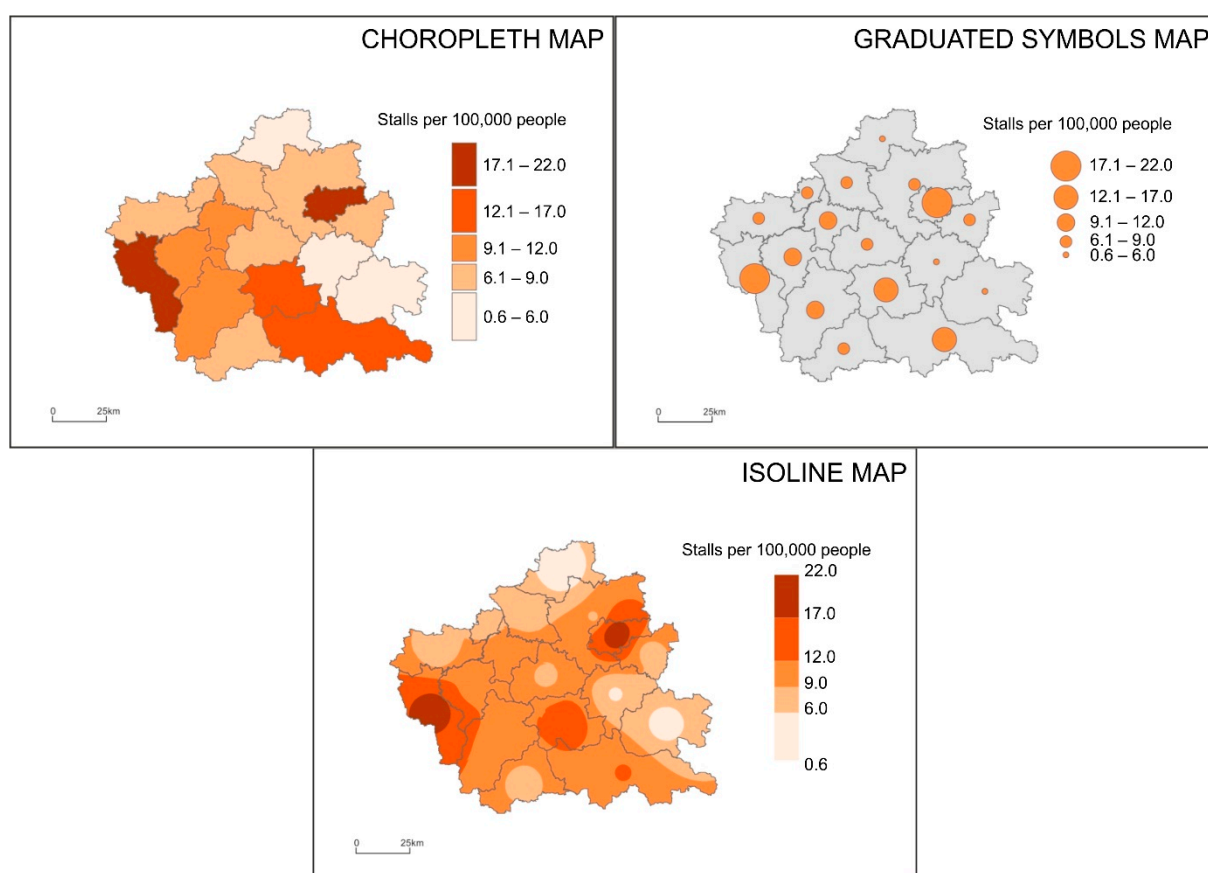 CHOROPLETH MAP
Stalls per 100,000 people
17.1 – 22.0
12.1 – 17.0
9.1 – 12.0
6.1 – 9.0
0.6 – 6.0
0 25km
GRADUATED SYMBOLS MAP
Stalls per 100,000 people
17.1 – 22.0
12.1 – 17.0
9.1 – 12.0
6.1 – 9.0
0.6 – 6.0
0 25km
ISOLINE MAP
Stalls per 100,000 people
22.0
17.0
12.0
9.0
6.0
0.6
0 25km